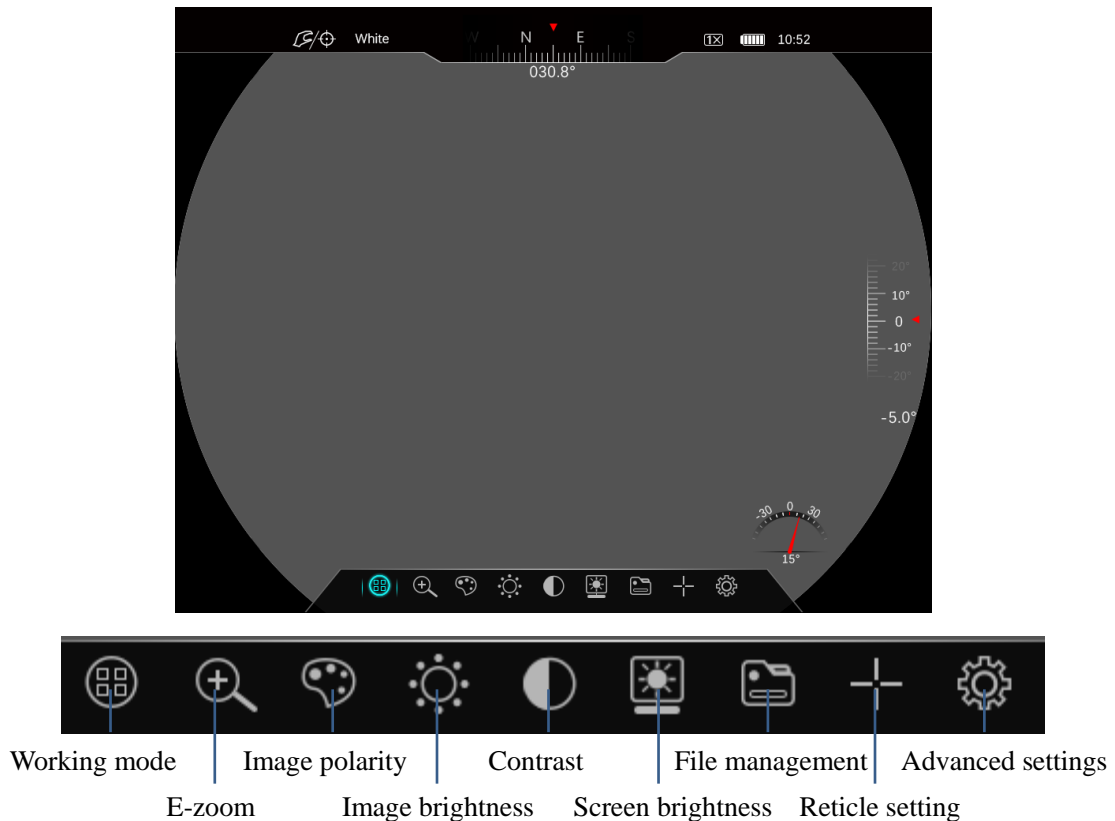 White W N E S 1X 10:52
030.8°
20°
10°
0
-10°
-20°
-5.0°
-30 0 30
15°
Working mode Image polarity Contrast File management Advanced settings
E-zoom Image brightness Screen brightness Reticle setting